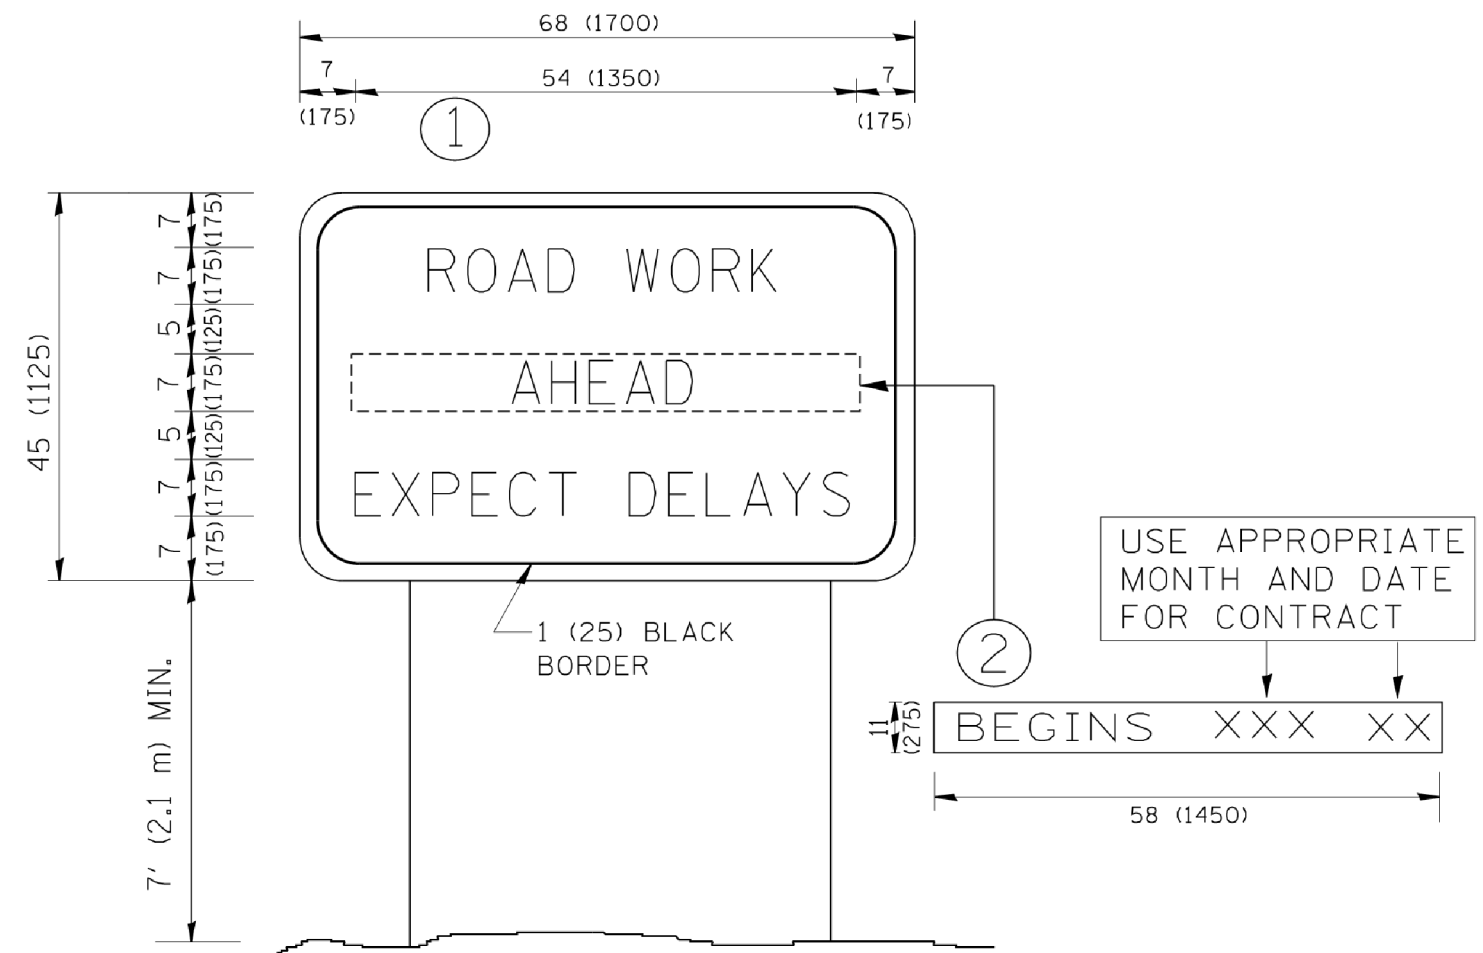 68 (1700)
7
54 (1350)
7
(175)
(175)
1
7
(175)
7
(175)
5
(125)
7
(175)
5
(125)
7
(175)
7
(175)
45 (1125)
ROAD WORK
AHEAD
EXPECT DELAYS
1 (25) BLACK
BORDER
7' (2.1 m) MIN.
USE APPROPRIATE
MONTH AND DATE
FOR CONTRACT
2
11
(275)
BEGINS XXX XX
58 (1450)